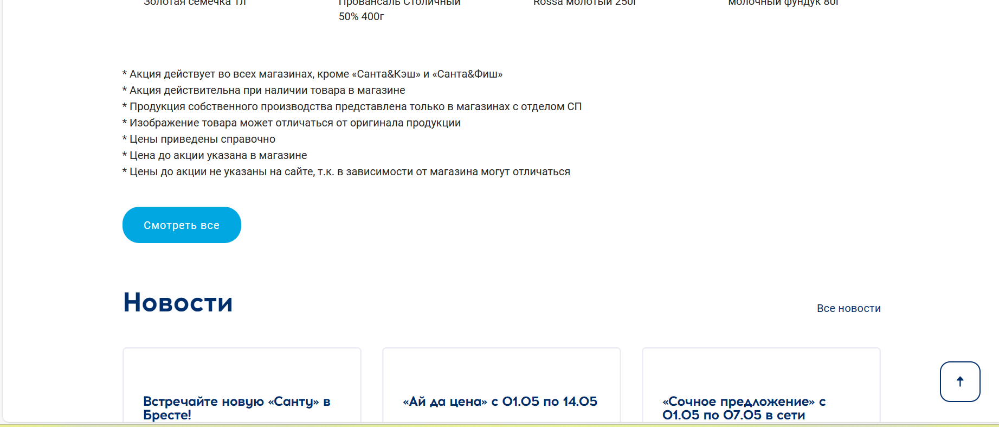 Золотая семечка 1л
Провансаль Столичный
50% 400г
Rossa молотый 250г
молочный фундук 80г
* Акция действует во всех магазинах, кроме «Санта&Кэш» и «Санта&Фиш»
* Акция действительна при наличии товара в магазине
* Продукция собственного производства представлена только в магазинах с отделом СП
* Изображение товара может отличаться от оригинала продукции
* Цены приведены справочно
* Цена до акции указана в магазине
* Цены до акции не указаны на сайте, т.к. в зависимости от магазина могут отличаться
Смотреть все
Новости
Все новости
Встречайте новую «Санту» в
Бресте!
«Ай да цена» с 01.05 по 14.05
«Сочное предложение» с
01.05 по 07.05 в сети